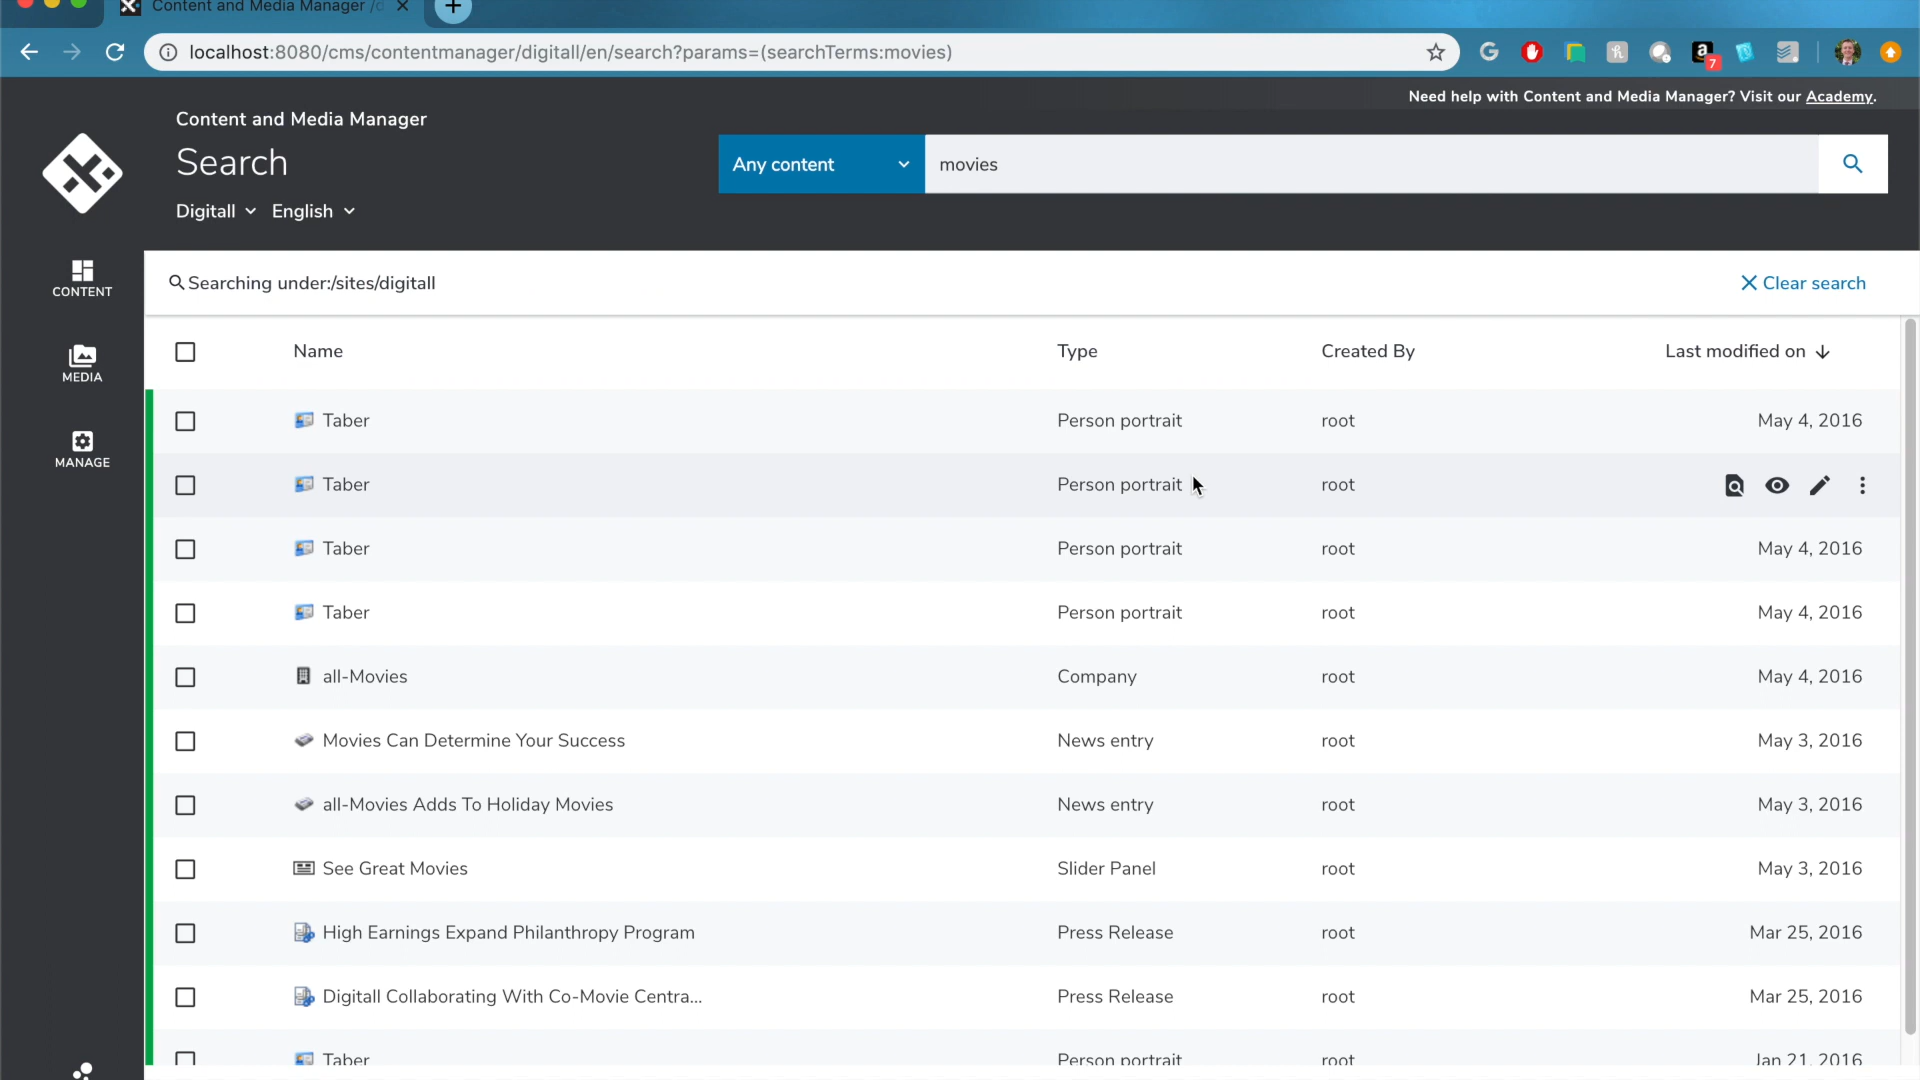 Content and Media Manager /d
localhost:8080/cms/contentmanager/digitall/en/search?params=(searchTerms:movies)
7
Need help with Content and Media Manager? Visit our Academy.
Content and Media Manager
Search
Any content
movies
Digitall English
CONTENT
MEDIA
MANAGE
Searching under:/sites/digitall
Clear search
Name Type Created By Last modified on
Taber Person portrait root May 4, 2016
Taber Person portrait root
Taber Person portrait root May 4, 2016
Taber Person portrait root May 4, 2016
all-Movies Company root May 4, 2016
Movies Can Determine Your Success News entry root May 3, 2016
all-Movies Adds To Holiday Movies News entry root May 3, 2016
See Great Movies Slider Panel root May 3, 2016
High Earnings Expand Philanthropy Program Press Release root Mar 25, 2016
Digitall Collaborating With Co-Movie Centra... Press Release root Mar 25, 2016
Taber Person portrait root Jan 21, 2016